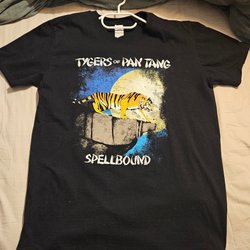 TYGERS OF PAN TANG
SPELLBOUND